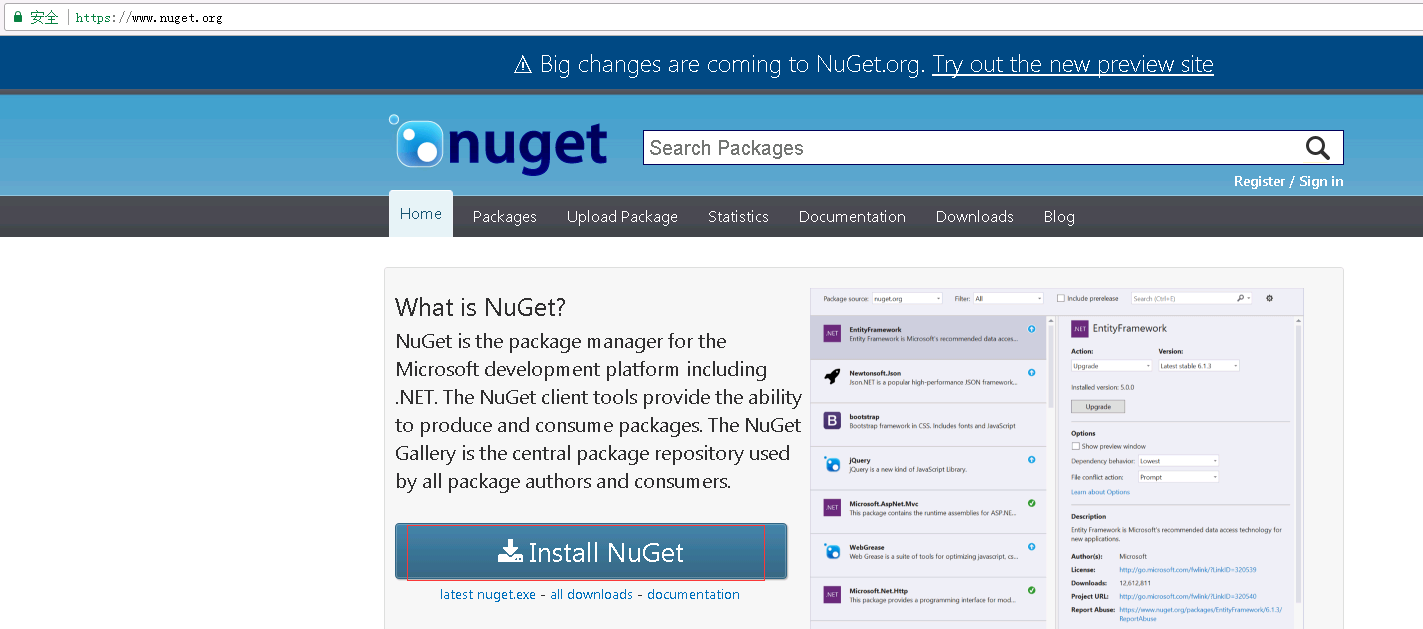 安全 https://www.nuget.org
⚠ Big changes are coming to NuGet.org. Try out the new preview site
nuget
Search Packages
Register / Sign in
Home Packages Upload Package Statistics Documentation Downloads Blog
What is NuGet?
NuGet is the package manager for the
Microsoft development platform including
.NET. The NuGet client tools provide the ability
to produce and consume packages. The NuGet
Gallery is the central package repository used
by all package authors and consumers.
Install NuGet
latest nuget.exe - all downloads - documentation
Package source: nuget.org Filter: All Include prerelease Search (Ctrl+E)
.NET EntityFramework
Entity Framework is Microsoft's recommended data access...
Newtonsoft.Json
Json.NET is a popular high-performance JSON framework...
B bootstrap
Bootstrap framework in CSS. Includes fonts and JavaScript
jQuery
jQuery is a new kind of JavaScript Library.
.NET Microsoft.AspNet.Mvc
This package contains the runtime assemblies for ASP.NE...
WebGrease
Web Grease is a suite of tools for optimizing javascript, cs...
.NET Microsoft.Net.Http
This package provides a programming interface for mod...
.NET EntityFramework
Action: Version:
Upgrade Latest stable 6.1.3
Installed version: 5.0.0
Upgrade
Options
Show preview window
Dependency behavior: Lowest
File conflict action: Prompt
Learn about Options
Description
Entity Framework is Microsoft's recommended data access technology for
new applications.
Author(s): Microsoft
License: http://go.microsoft.com/fwlink/?LinkID=320539
Downloads: 12,612,811
Project URL: http://go.microsoft.com/fwlink/?LinkID=320540
Report Abuse: https://www.nuget.org/packages/EntityFramework/6.1.3/
ReportAbuse